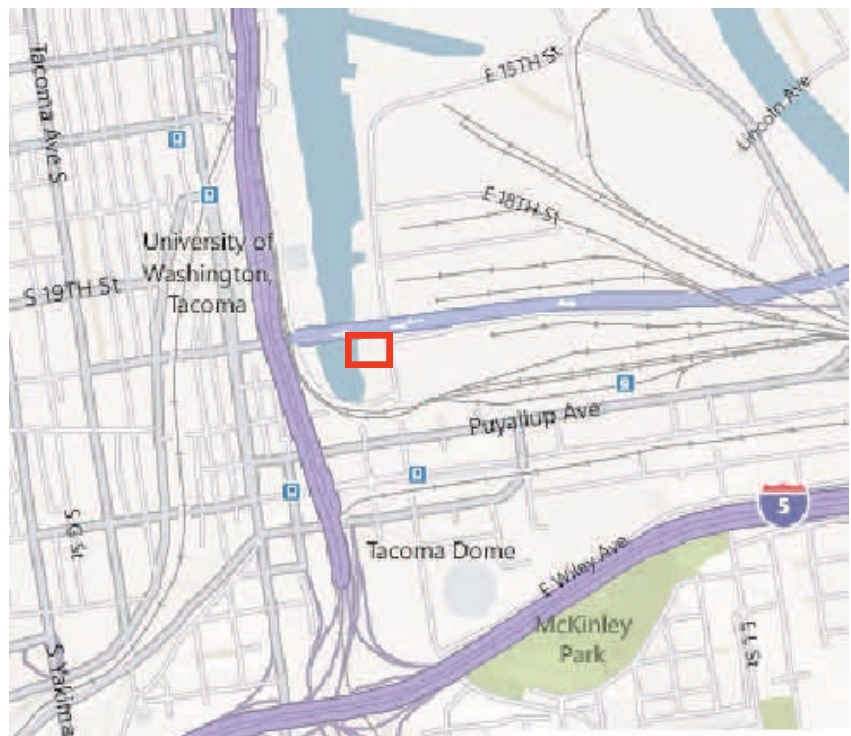 Tacoma Ave S
E 15TH St
Lincoln Ave
E 18TH St
University of
Washington,
Tacoma
S 19TH St
Puyallup Ave
5
S G St
Tacoma Dome
E Wiley Ave
McKinley
Park
E L St
S Yakima